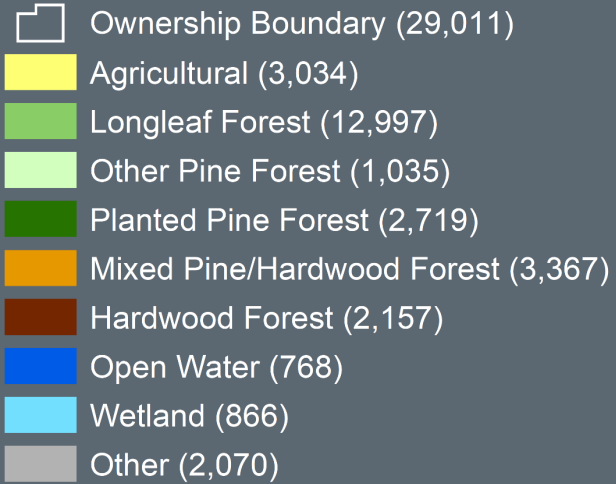 Ownership Boundary (29,011)
Agricultural (3,034)
Longleaf Forest (12,997)
Other Pine Forest (1,035)
Planted Pine Forest (2,719)
Mixed Pine/Hardwood Forest (3,367)
Hardwood Forest (2,157)
Open Water (768)
Wetland (866)
Other (2,070)